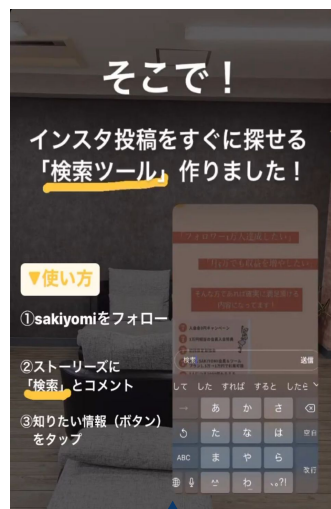 そこで！
インスタ投稿をすぐに探せる
「検索ツール」作りました！
▼使い方
①sakiyomiをフォロー
②ストーリーズに
「検索」とコメント
③知りたい情報（ボタン）
をタップ
検索
送信
して した すれば すると したら
→ あ か さ
た な は 空白
ABC ま や ら
改行
^^ わ 、。?!